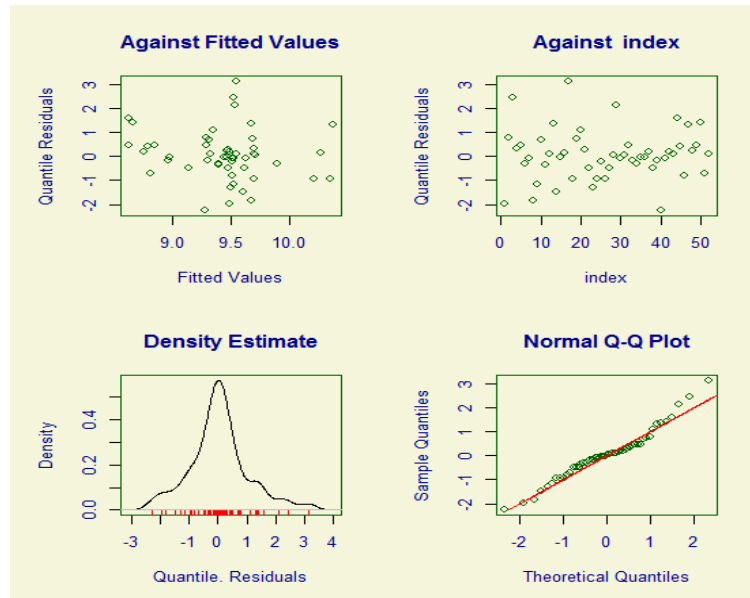 Against Fitted Values
Quantile Residuals
3
2
1
0
-1
-2
9.0 9.5 10.0
Fitted Values
Against index
Quantile Residuals
3
2
1
0
-1
-2
0 10 20 30 40 50
index
Density Estimate
Density
0.4
0.2
0.0
-3 -2 -1 0 1 2 3 4
Quantile. Residuals
Normal Q-Q Plot
Sample Quantiles
3
2
1
0
-1
-2
-2 -1 0 1 2
Theoretical Quantiles